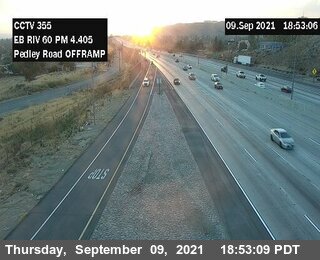 CCTV 355
EB RIV 60 PM 4.405
Pedley Road OFFRAMP
09.Sep 2021 18:53:06
STOP
Thursday, September 09, 2021 18:53:09 PDT